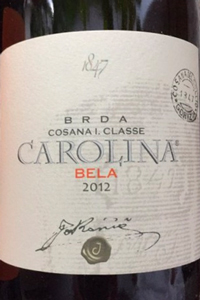 1847
BRDA
COSANA I. CLASSE
CAROLINA®
BELA
2012
J